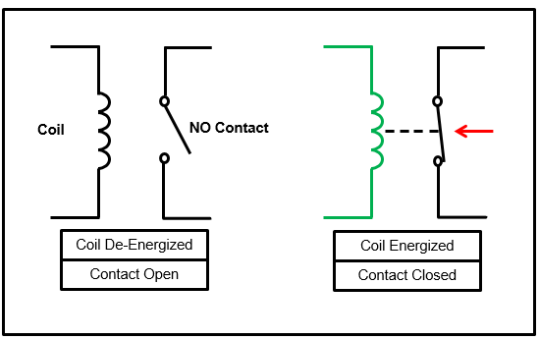 Coil
NO Contact
Coil De-Energized
Contact Open
Coil Energized
Contact Closed